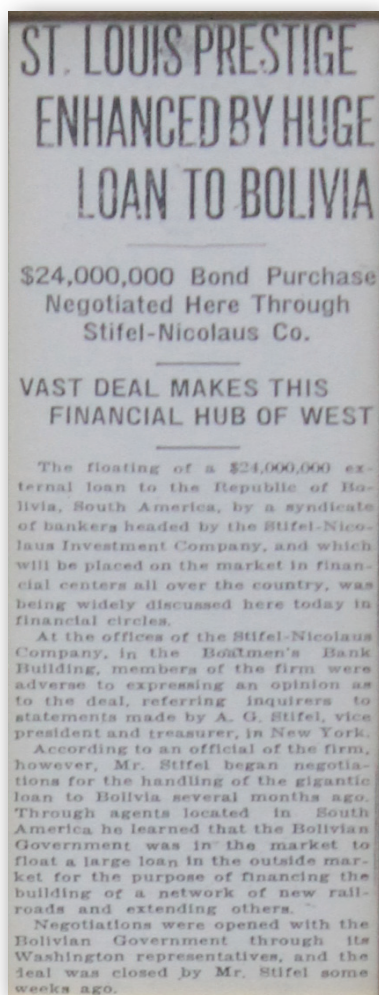 ST. LOUIS PRESTIGE
ENHANCED BY HUGE
LOAN TO BOLIVIA
$24,000,000 Bond Purchase
Negotiated Here Through
Stifel-Nicolaus Co.
VAST DEAL MAKES THIS
FINANCIAL HUB OF WEST
The floating of a $24,000,000 ex-
ternal loan to the Republic of Bo-
livia, South America, by a syndicate
of bankers headed by the Stifel-Nico-
laus Investment Company, and which
will be placed on the market in finan-
cial centers all over the country, was
being widely discussed here today in
financial circles.
At the offices of the Stifel-Nicolaus
Company, in the Boatmen's Bank
Building, members of the firm were
adverse to expressing an opinion as
to the deal, referring inquirers to
statements made by A. G. Stifel, vice
president and treasurer, in New York.
According to an official of the firm,
however, Mr. Stifel began negotia-
tions for the handling of the gigantic
loan to Bolivia several months ago.
Through agents located in South
America he learned that the Bolivian
Government was in the market to
float a large loan in the outside mar-
ket for the purpose of financing the
building of a network of new rail-
roads and extending others.
Negotiations were opened with the
Bolivian Government through its
Washington representatives, and the
deal was closed by Mr. Stifel some
weeks ago.